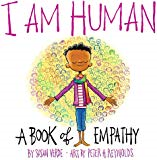 I AM HUMAN
A BOOK of EMPATHY
BY SUSAN VERDE · ART BY PETER H. REYNOLDS